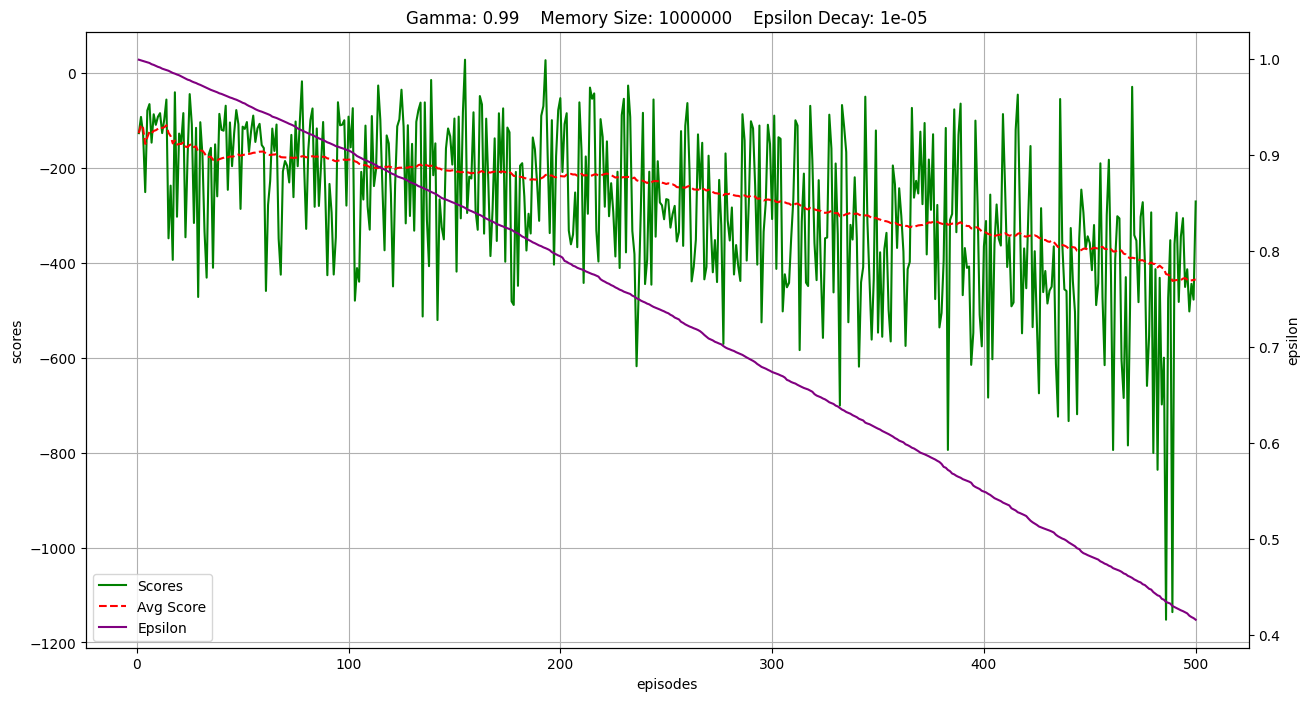 Gamma: 0.99    Memory Size: 1000000    Epsilon Decay: 1e-05
0
−200
−400
−600
−800
−1000
−1200
scores
1.0
0.9
0.8
0.7
0.6
0.5
0.4
epsilon
Scores
Avg Score
Epsilon
0
100
200
300
400
500
episodes